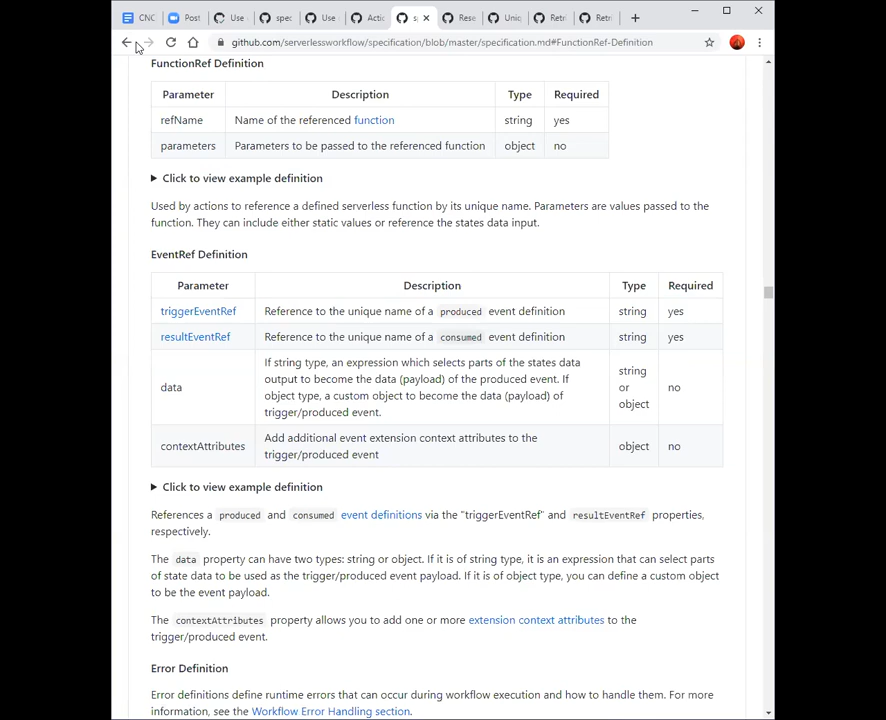 CNC
Post
Use
spec
Use
Actio
s
Rese
Uniq
Retri
Retri
github.com/serverlessworkflow/specification/blob/master/specification.md#FunctionRef-Definition
FunctionRef Definition
Parameter Description Type Required
refName Name of the referenced function string yes
parameters Parameters to be passed to the referenced function object no
Click to view example definition
Used by actions to reference a defined serverless function by its unique name. Parameters are values passed to the
function. They can include either static values or reference the states data input.
EventRef Definition
Parameter Description Type Required
triggerEventRef Reference to the unique name of a produced event definition string yes
resultEventRef Reference to the unique name of a consumed event definition string yes
If string type, an expression which selects parts of the states data
output to become the data (payload) of the produced event. If
object type, a custom object to become the data (payload) of
trigger/produced event.
data
string
or
object
no
Add additional event extension context attributes to the
trigger/produced event
contextAttributes
object
no
Click to view example definition
References a produced and consumed event definitions via the "triggerEventRef" and resultEventRef properties,
respectively.
The data property can have two types: string or object. If it is of string type, it is an expression that can select parts
of state data to be used as the trigger/produced event payload. If it is of object type, you can define a custom object
to be the event payload.
The contextAttributes property allows you to add one or more extension context attributes to the
trigger/produced event.
Error Definition
Error definitions define runtime errors that can occur during workflow execution and how to handle them. For more
information, see the Workflow Error Handling section.